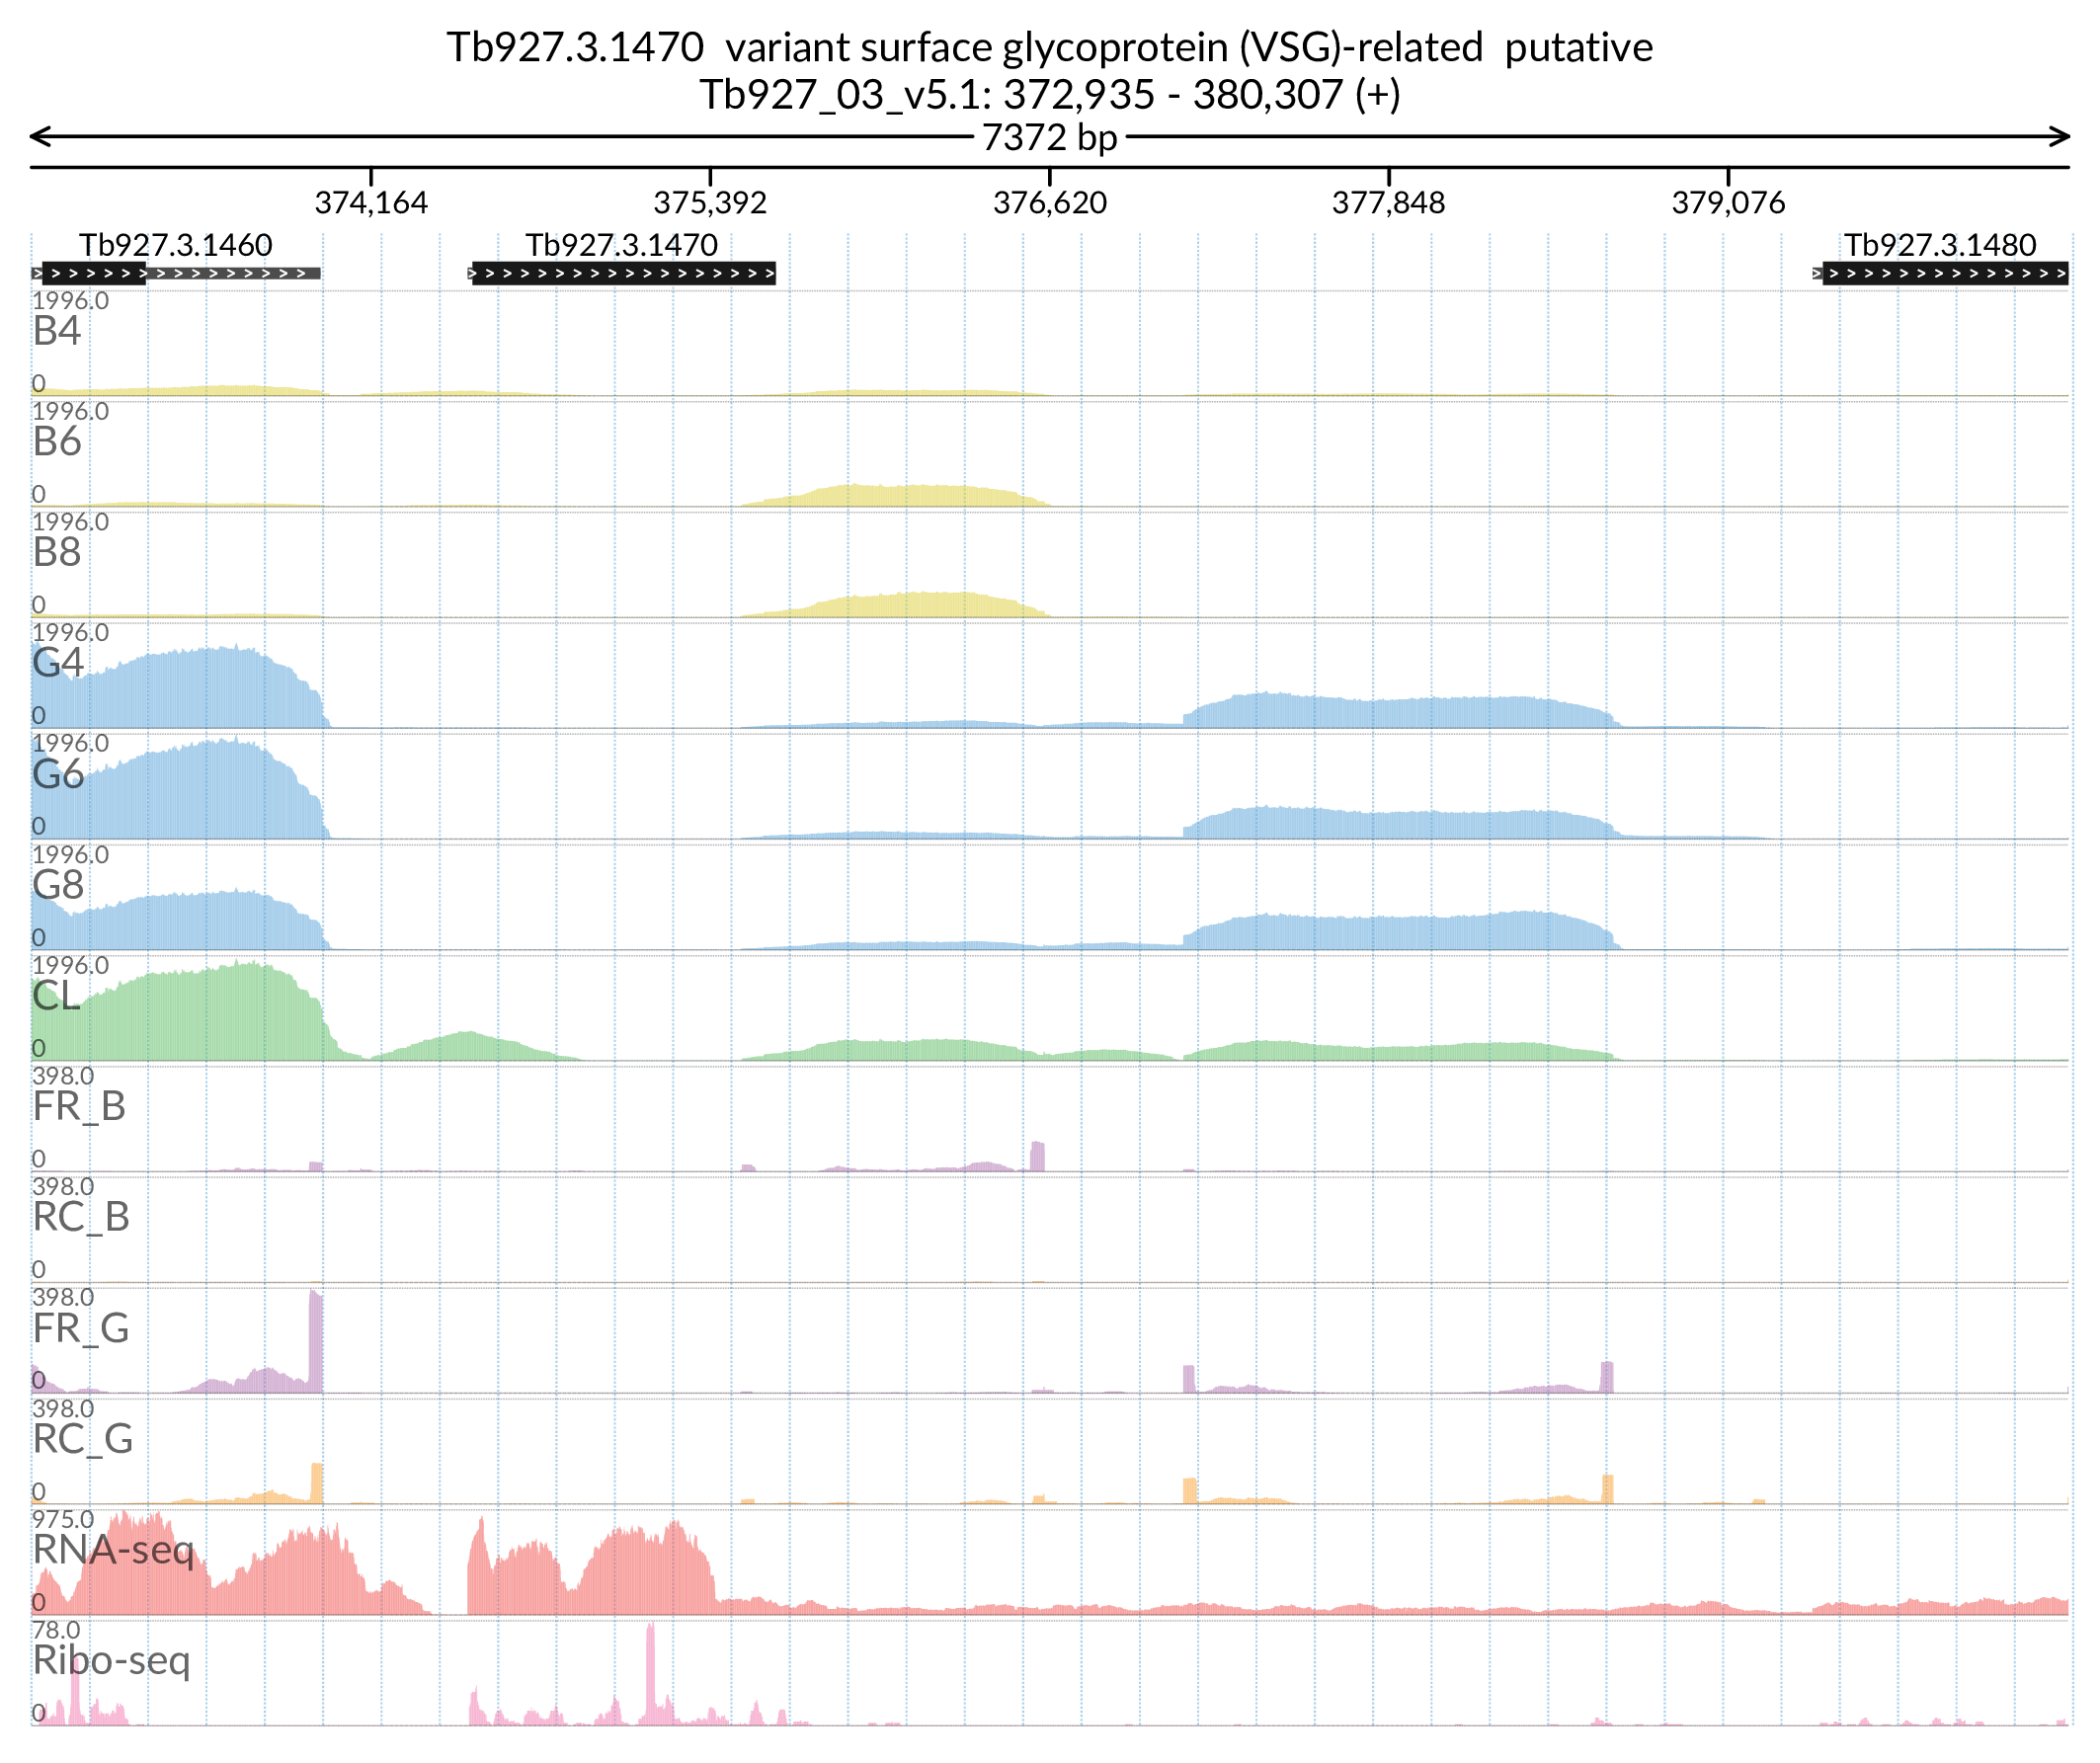 Tb927.3.1470  variant surface glycoprotein (VSG)-related  putative
Tb927_03_v5.1: 372,935 - 380,307 (+)
7372 bp
374,164 375,392 376,620 377,848 379,076
Tb927.3.1460 Tb927.3.1470 Tb927.3.1480
1996.0
B4
0
1996.0
B6
0
1996.0
B8
0
1996.0
G4
0
1996.0
G6
0
1996.0
G8
0
1996.0
CL
0
398.0
FR_B
0
398.0
RC_B
0
398.0
FR_G
0
398.0
RC_G
0
975.0
RNA-seq
0
78.0
Ribo-seq
0